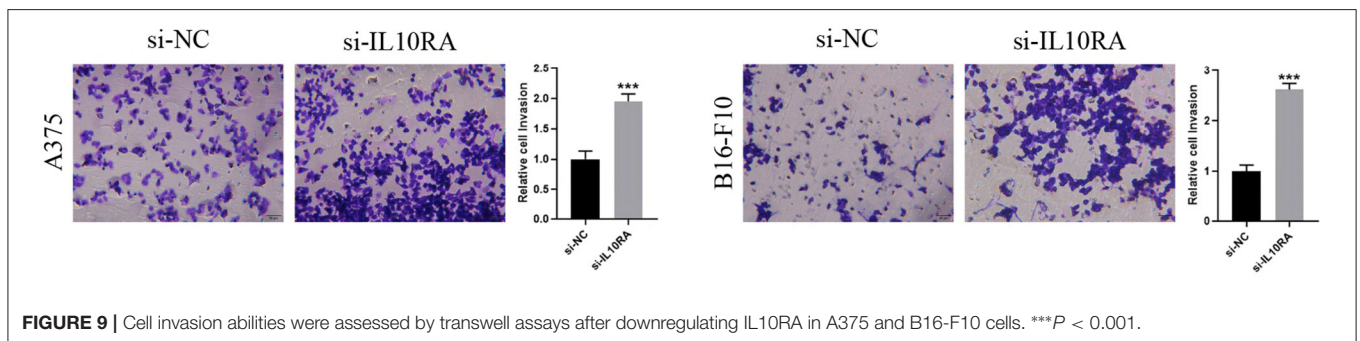 si-NC
si-IL10RA
A375
Relative cell Invasion
2.5
2.0
1.5
1.0
0.5
0.0
***
si-NC
si-IL10RA
si-NC
si-IL10RA
B16-F10
Relative cell Invasion
3
2
1
0
***
si-NC
si-IL10RA
FIGURE 9 | Cell invasion abilities were assessed by transwell assays after downregulating IL10RA in A375 and B16-F10 cells. ***P < 0.001.